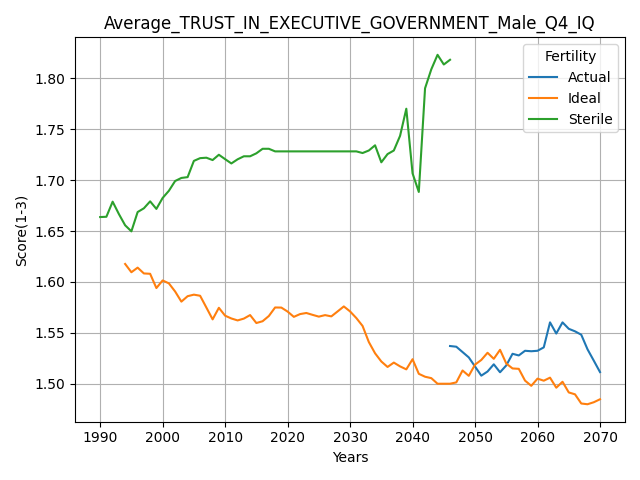 Average_TRUST_IN_EXECUTIVE_GOVERNMENT_Male_Q4_IQ
Score(1-3)
1.80
1.75
1.70
1.65
1.60
1.55
1.50
Fertility
Actual
Ideal
Sterile
1990 2000 2010 2020 2030 2040 2050 2060 2070
Years